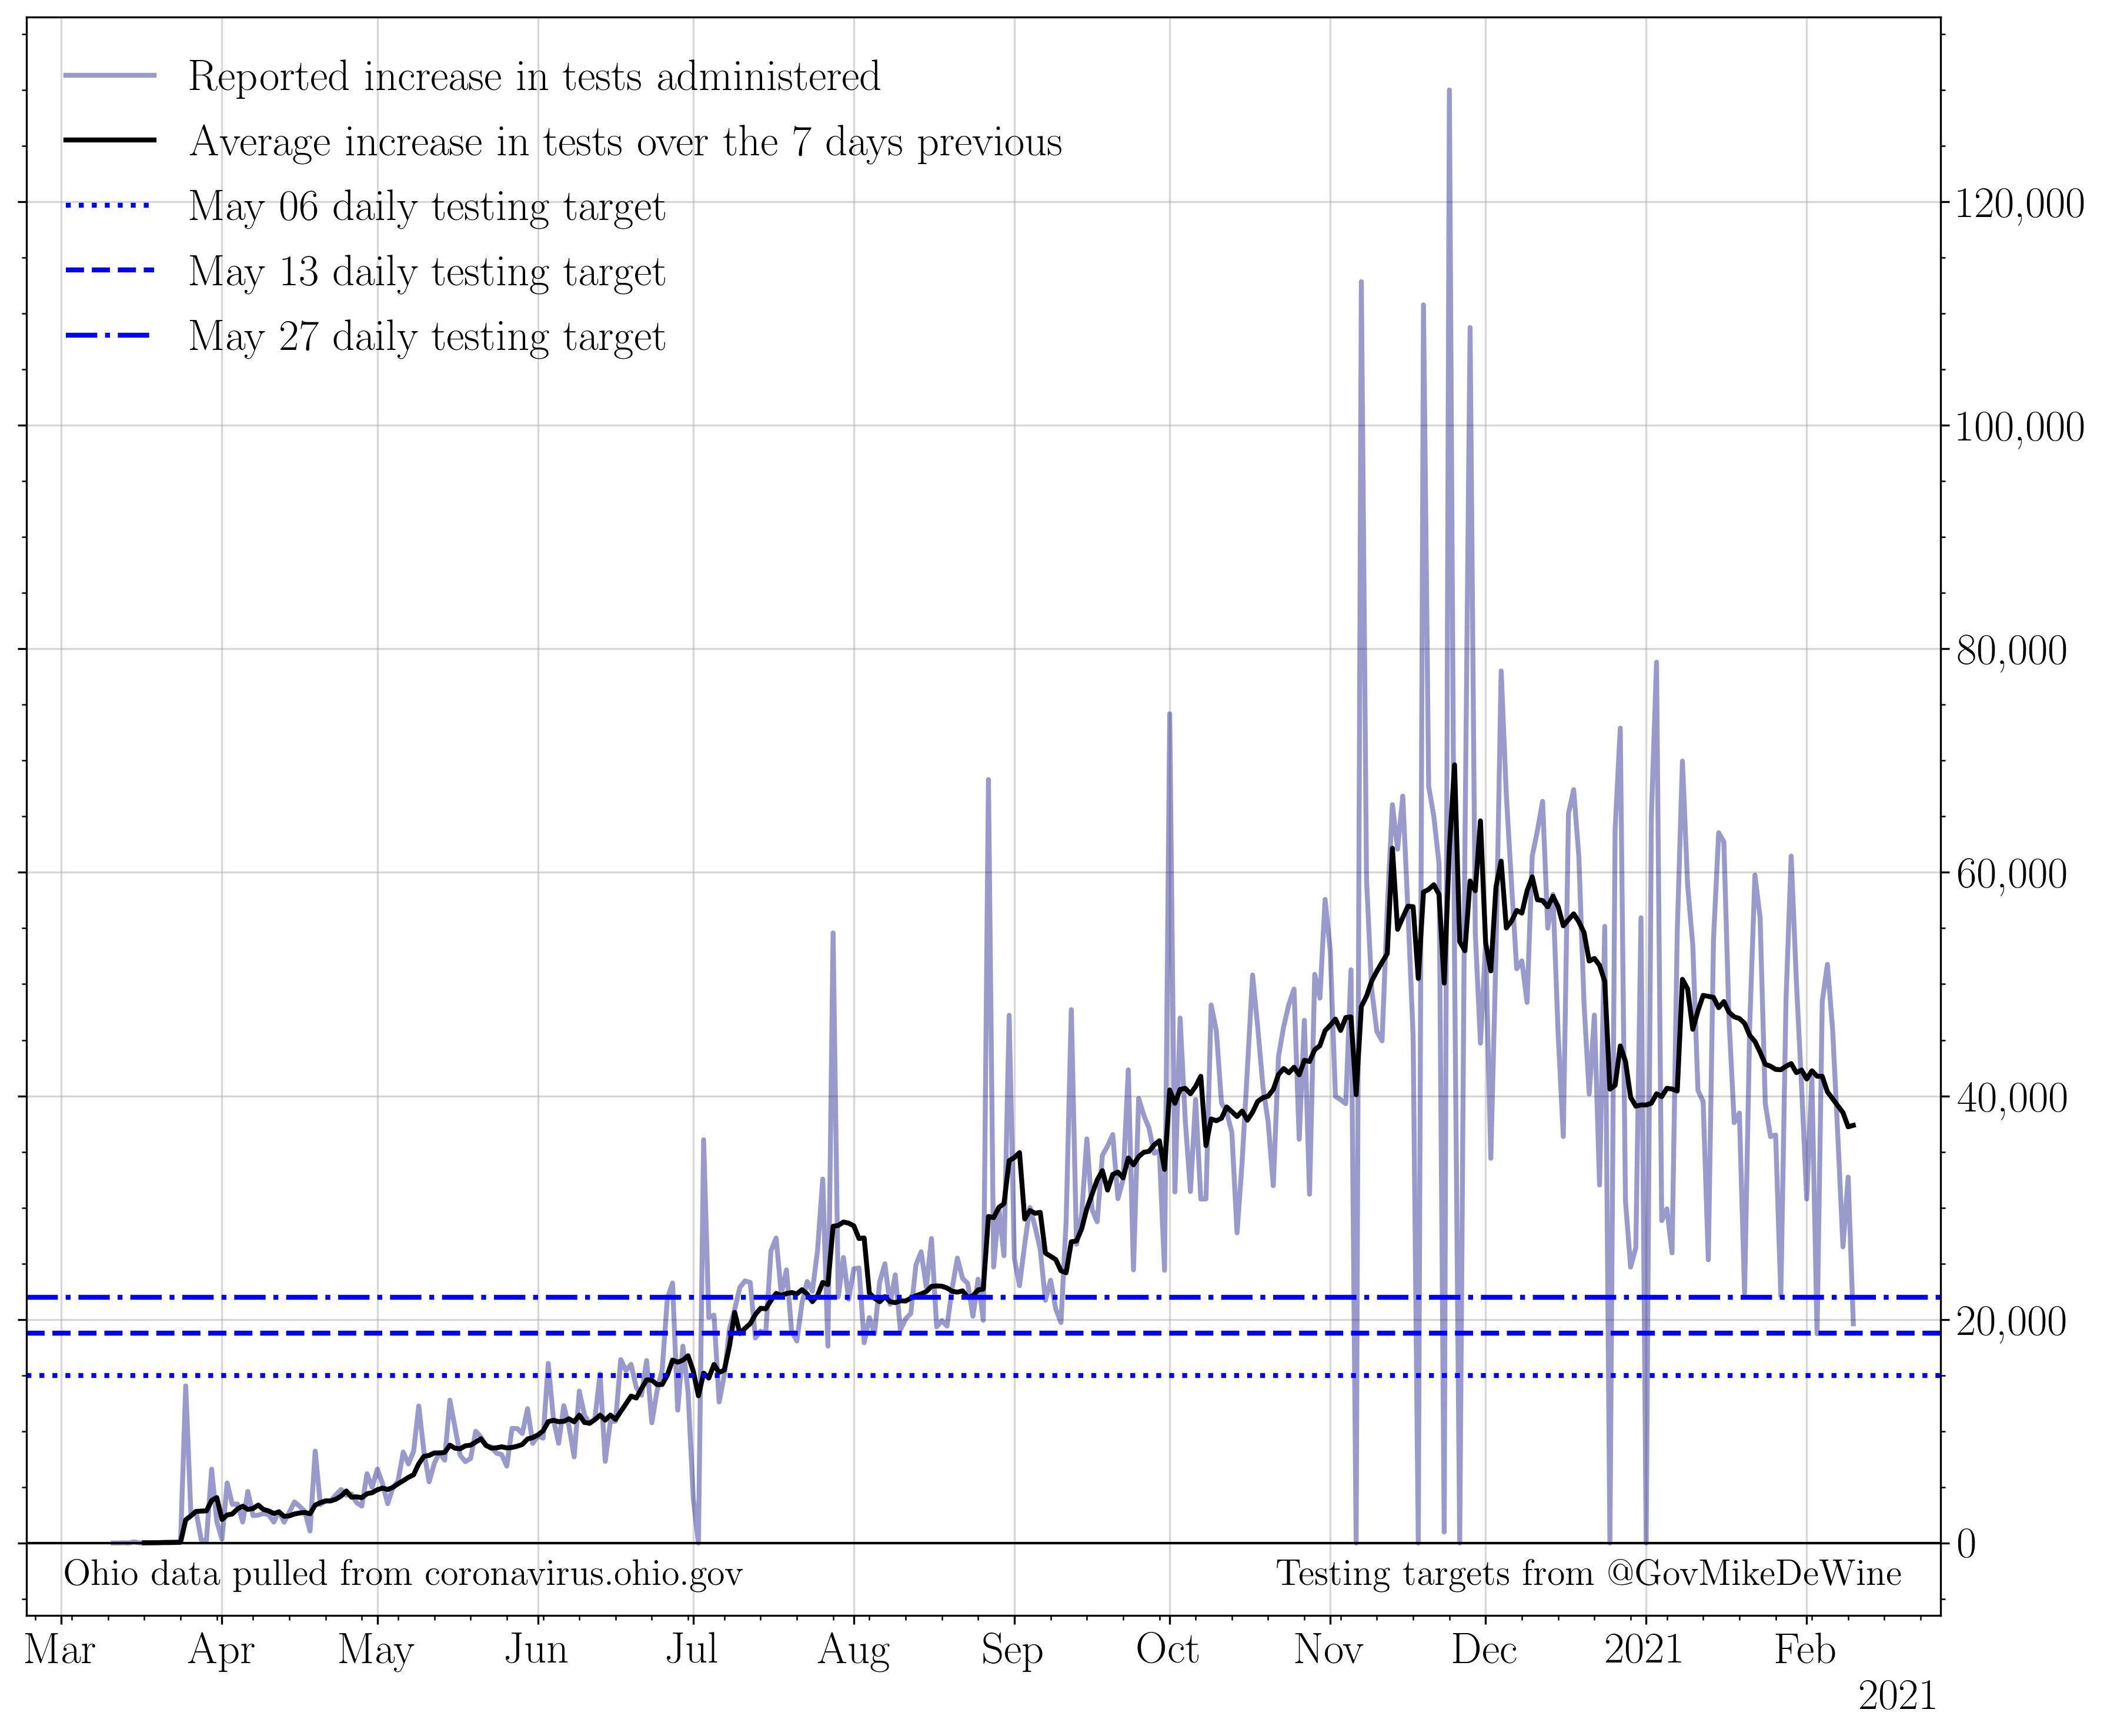 Reported increase in tests administered
Average increase in tests over the 7 days previous
May 06 daily testing target
May 13 daily testing target
May 27 daily testing target
120,000
100,000
80,000
60,000
40,000
20,000
0
Ohio data pulled from coronavirus.ohio.gov
Testing targets from @GovMikeDeWine
Mar Apr May Jun Jul Aug Sep Oct Nov Dec 2021 Feb
2021